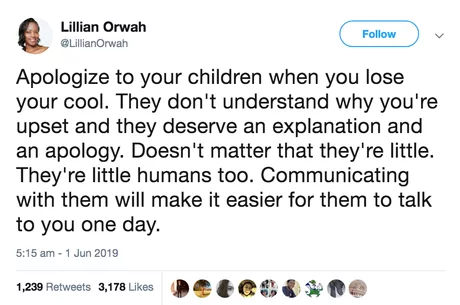 Lillian Orwah
@LillianOrwah
Follow
Apologize to your children when you lose
your cool. They don't understand why you're
upset and they deserve an explanation and
an apology. Doesn't matter that they're little.
They're little humans too. Communicating
with them will make it easier for them to talk
to you one day.
5:15 am - 1 Jun 2019
1,239 Retweets 3,178 Likes